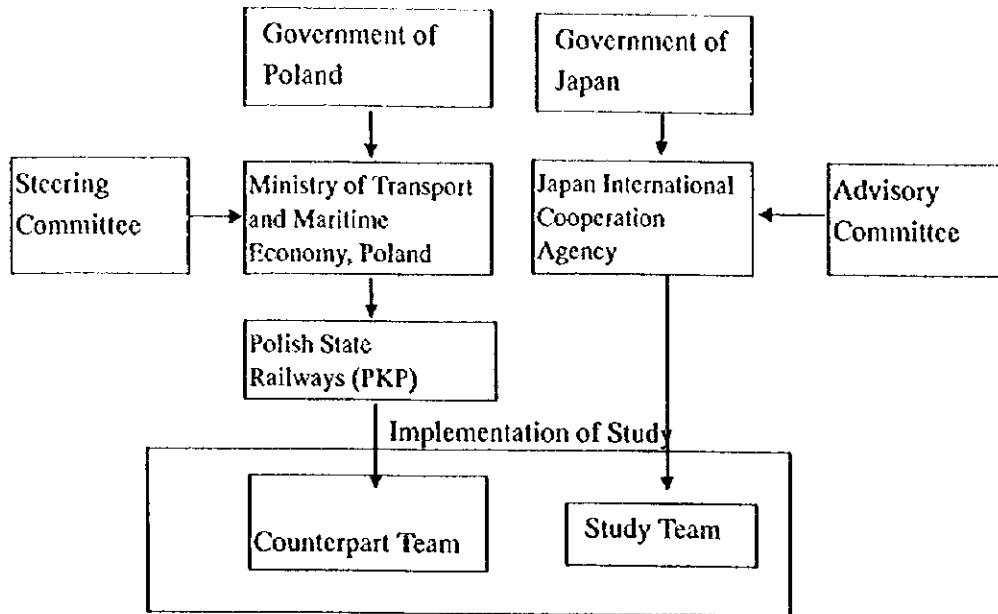 Government of
Poland
Government of
Japan
Steering
Committee
Ministry of Transport
and Maritime
Economy, Poland
Japan International
Cooperation
Agency
Advisory
Committee
Polish State
Railways (PKP)
Implementation of Study
Counterpart Team
Study Team